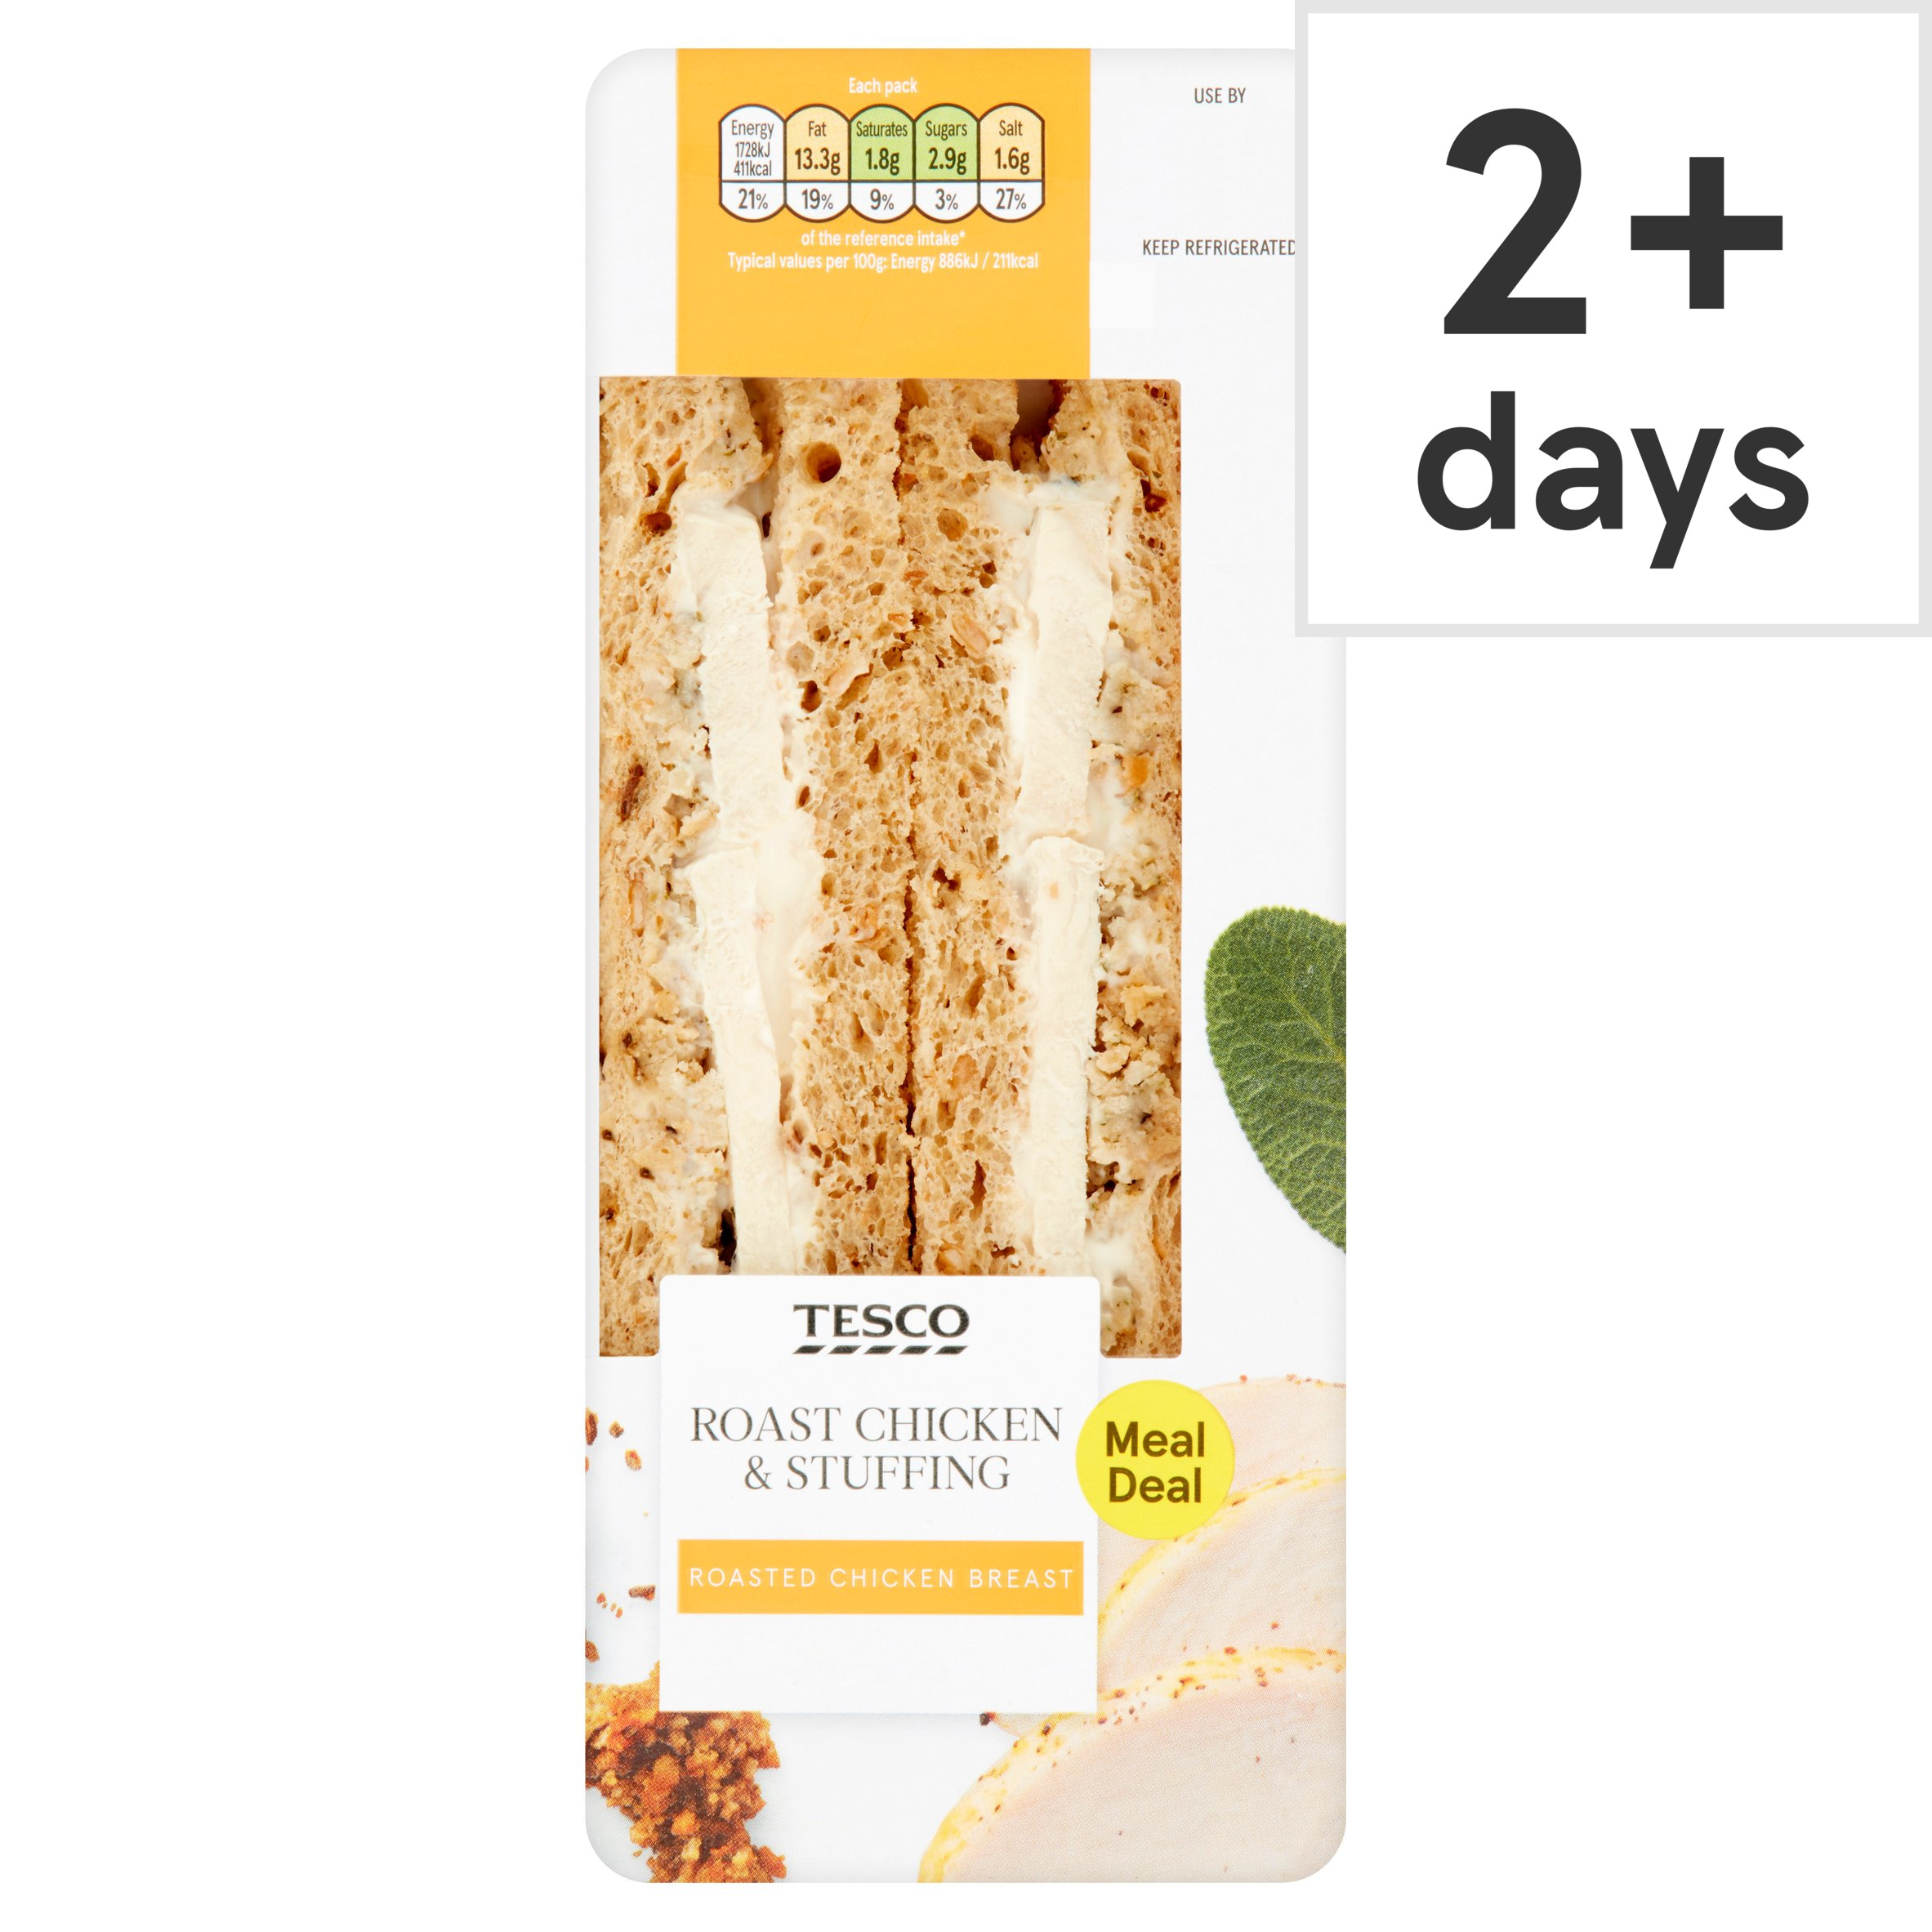 Each pack
Energy
1728kJ
411kcal
21%
Fat
13.3g
19%
Saturates
1.8g
9%
Sugars
2.9g
3%
Salt
1.6g
27%
of the reference intake*
Typical values per 100g: Energy 886kJ / 211kcal
USE BY
KEEP REFRIGERATED
2+
days
TESCO
ROAST CHICKEN
& STUFFING
Meal
Deal
ROASTED CHICKEN BREAST